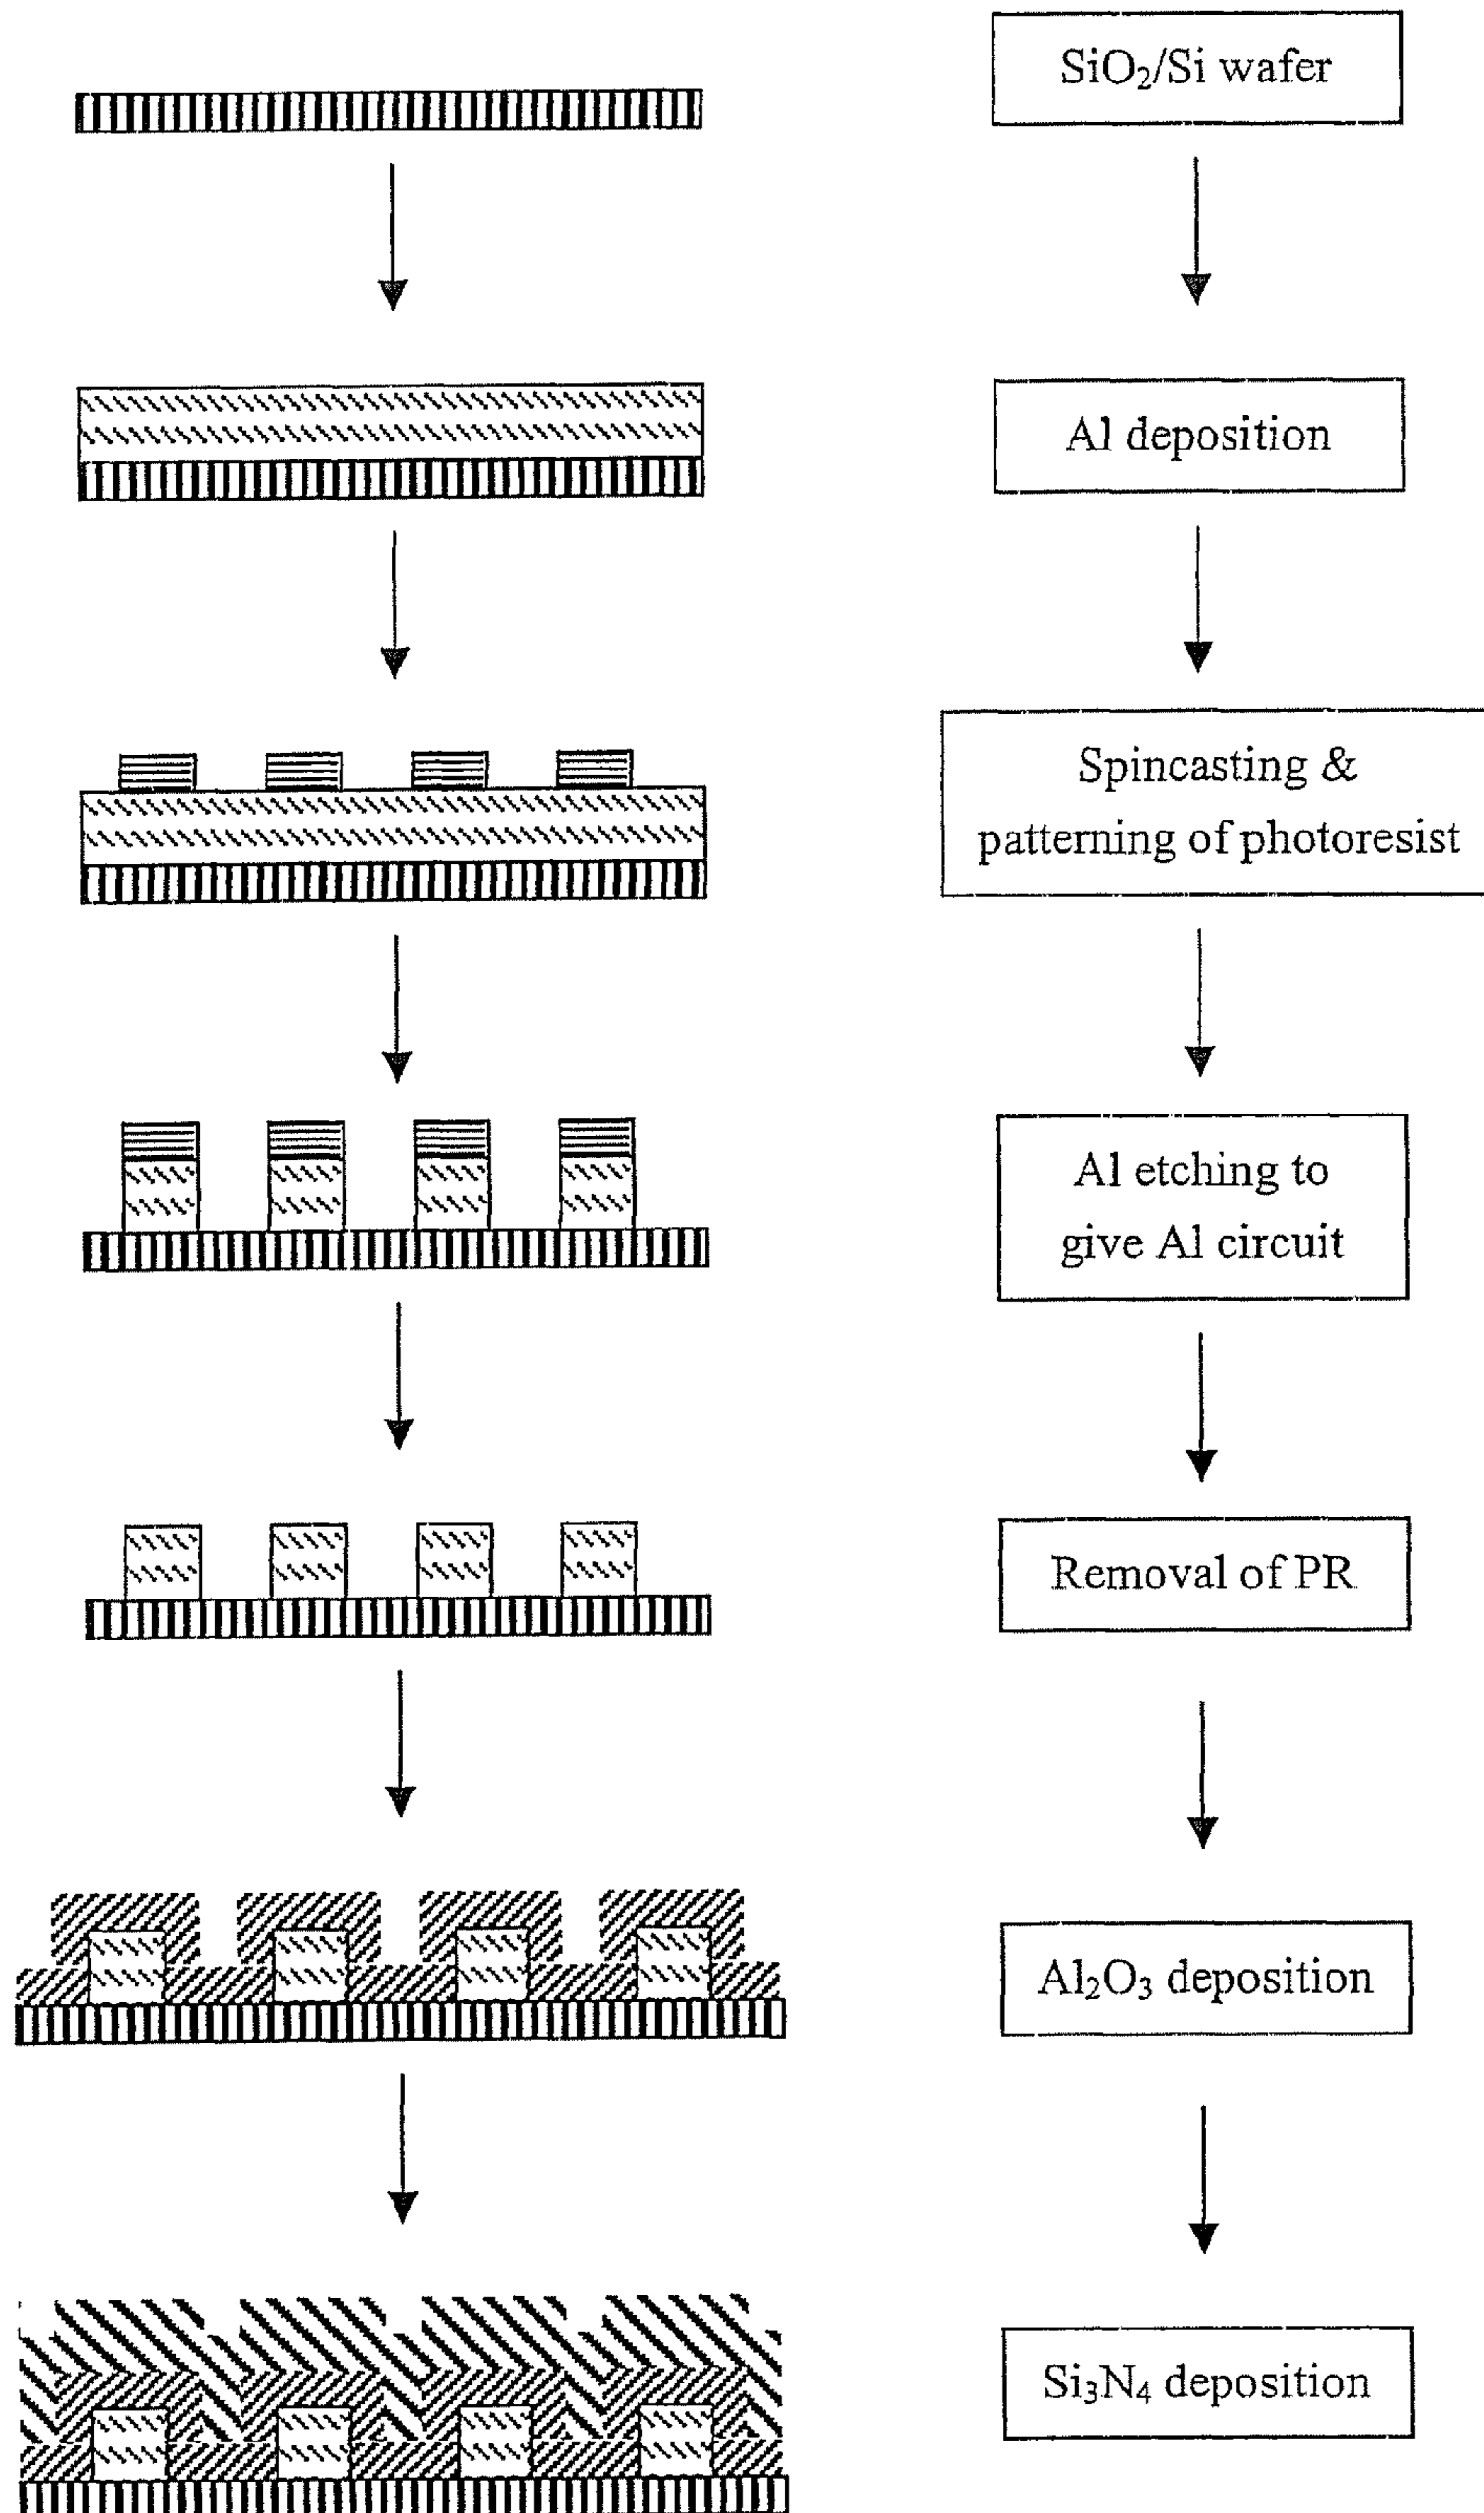 SiO₂/Si wafer
Al deposition
Spincasting &
patterning of photoresist
Al etching to
give Al circuit
Removal of PR
Al₂O₃ deposition
Si₃N₄ deposition